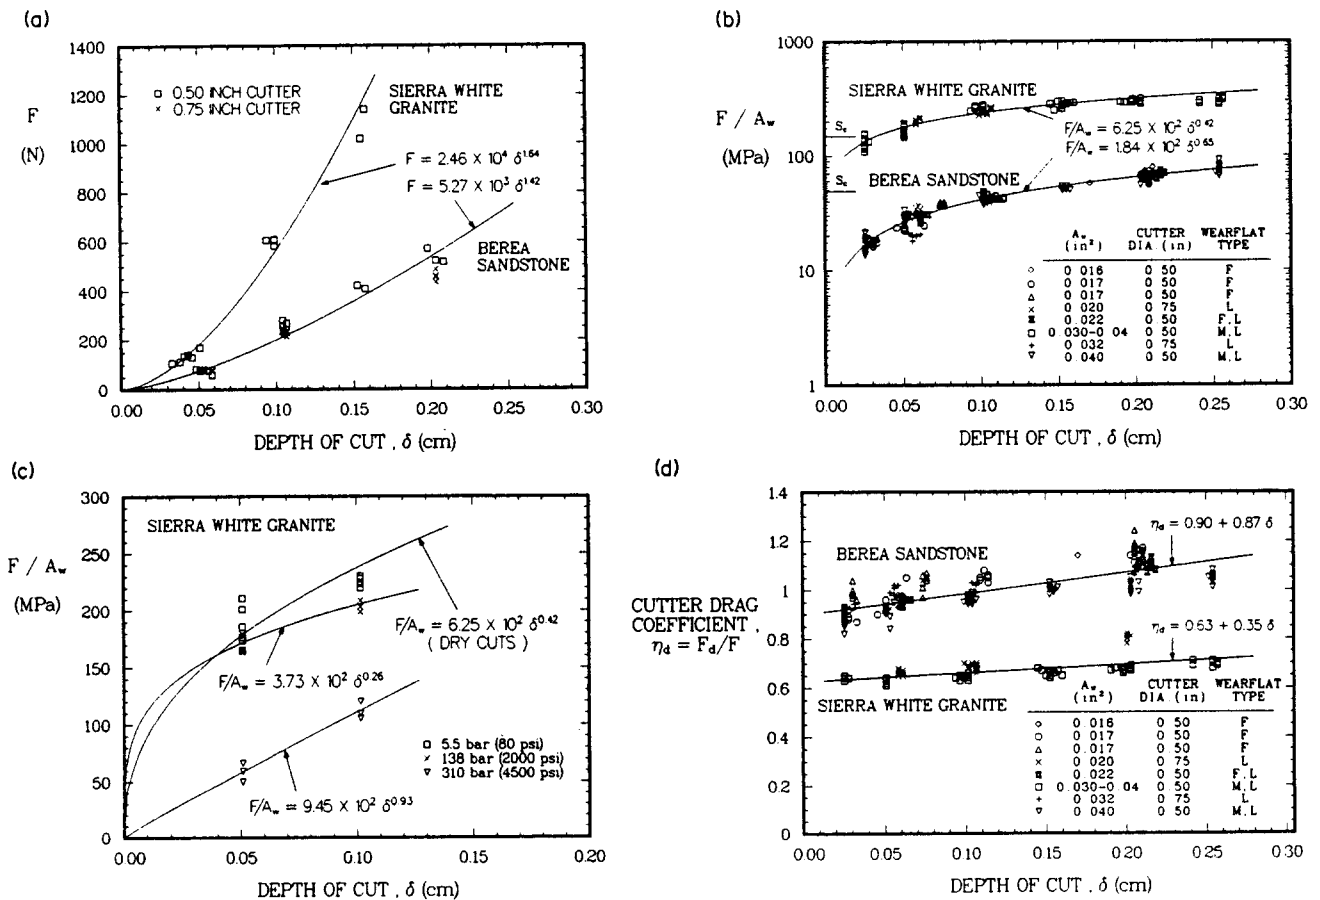 (a)
1400
1200
1000
800
600
400
200
0
F
(N)
□ 0.50 INCH CUTTER
× 0.75 INCH CUTTER
SIERRA WHITE
GRANITE
F = 2.46 × 10⁴ δ¹·⁶⁴
F = 5.27 × 10³ δ¹·⁴²
BEREA
SANDSTONE
0.00 0.05 0.10 0.15 0.20 0.25 0.30
DEPTH OF CUT , δ (cm)
(b)
1000
100
10
1
F / A_w
(MPa)
SIERRA WHITE GRANITE
S_c
F/A_w = 6.25 × 10² δ⁰·⁴²
F/A_w = 1.84 × 10² δ⁰·⁶⁵
BEREA SANDSTONE
S_c
A_w CUTTER WEARFLAT
(in²) DIA. (in) TYPE
◇ 0.016 0.50 F
○ 0.017 0.50 F
△ 0.017 0.50 F
× 0.020 0.75 L
0.022 0.50 F,L
□ 0.030-0.04 0.50 M,L
+ 0.032 0.75 L
▽ 0.040 0.50 M,L
0.00 0.05 0.10 0.15 0.20 0.25 0.30
DEPTH OF CUT , δ (cm)
(c)
300
250
200
150
100
50
0
F / A_w
(MPa)
SIERRA WHITE GRANITE
F/A_w = 6.25 × 10² δ⁰·⁴²
( DRY CUTS )
F/A_w = 3.73 × 10² δ⁰·²⁶
□ 5.5 bar (80 psi)
× 138 bar (2000 psi)
▽ 310 bar (4500 psi)
F/A_w = 9.45 × 10² δ⁰·⁹³
0.00 0.05 0.10 0.15 0.20
DEPTH OF CUT , δ (cm)
(d)
1.4
1.2
1.0
0.8
0.6
0.4
0.2
0
CUTTER DRAG
COEFFICIENT ,
η_d = F_d/F
η_d = 0.90 + 0.87 δ
BEREA SANDSTONE
η_d = 0.63 + 0.35 δ
SIERRA WHITE GRANITE
A_w CUTTER WEARFLAT
(in²) DIA. (in) TYPE
◇ 0.016 0.50 F
○ 0.017 0.50 F
△ 0.017 0.50 F
× 0.020 0.75 L
0.022 0.50 F,L
□ 0.030-0.04 0.50 M,L
+ 0.032 0.75 L
▽ 0.040 0.50 M,L
0.00 0.05 0.10 0.15 0.20 0.25 0.30
DEPTH OF CUT , δ (cm)